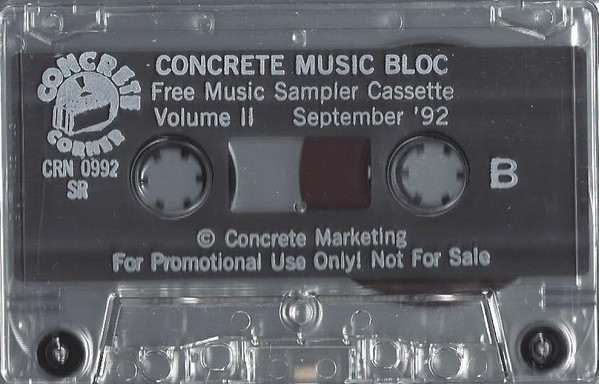 CONCRETE CORNER
CONCRETE MUSIC BLOC
Free Music Sampler Cassette
Volume II September '92
CRN 0992
SR
B
© Concrete Marketing
For Promotional Use Only! Not For Sale